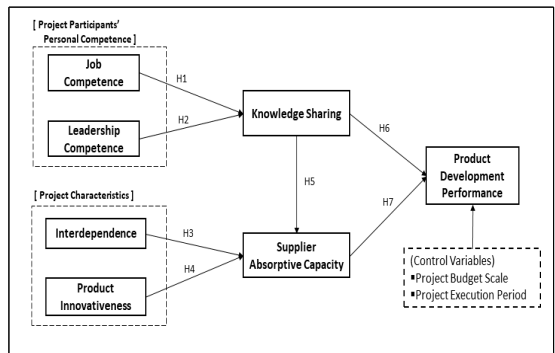 [ Project Participants'
Personal Competence ]
Job
Competence
H1
Leadership
Competence
H2
Knowledge Sharing
H6
H5
Product
Development
Performance
H7
[ Project Characteristics ]
Interdependence
H3
Supplier
Absorptive Capacity
H4
Product
Innovativeness
(Control Variables)
▪Project Budget Scale
▪Project Execution Period